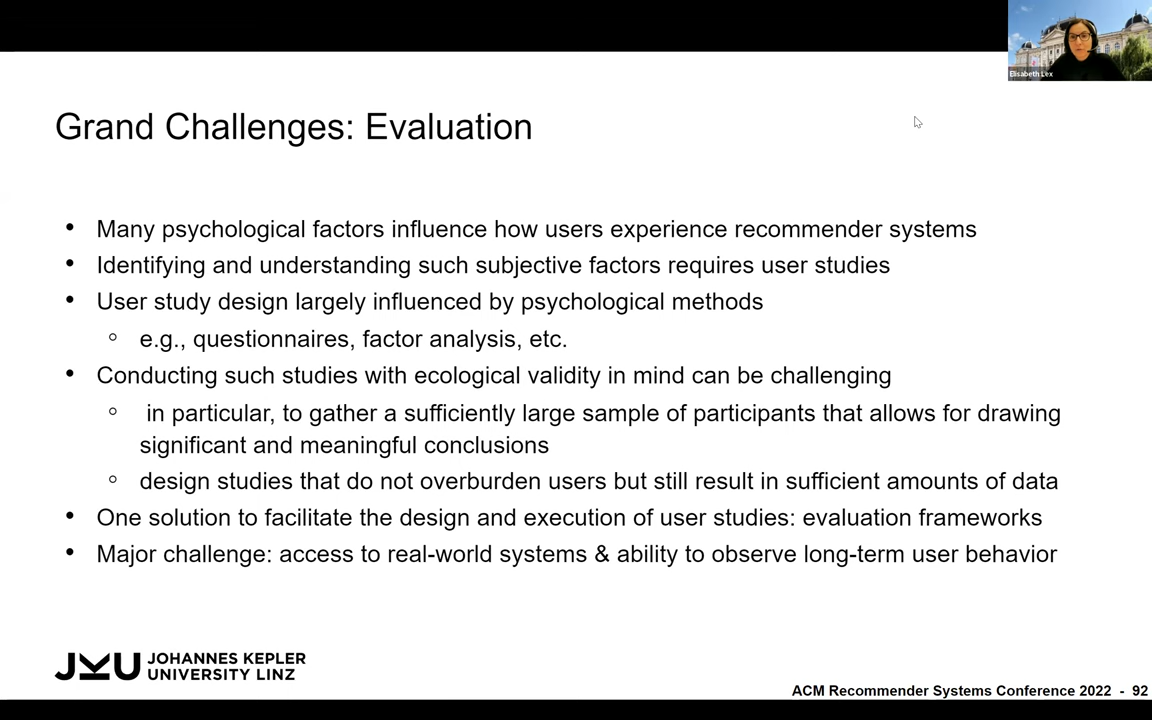 Elisabeth Lex
Grand Challenges: Evaluation
• Many psychological factors influence how users experience recommender systems
• Identifying and understanding such subjective factors requires user studies
• User study design largely influenced by psychological methods
○ e.g., questionnaires, factor analysis, etc.
• Conducting such studies with ecological validity in mind can be challenging
○ in particular, to gather a sufficiently large sample of participants that allows for drawing
significant and meaningful conclusions
○ design studies that do not overburden users but still result in sufficient amounts of data
• One solution to facilitate the design and execution of user studies: evaluation frameworks
• Major challenge: access to real-world systems & ability to observe long-term user behavior
JKU JOHANNES KEPLER
UNIVERSITY LINZ
ACM Recommender Systems Conference 2022 - 92